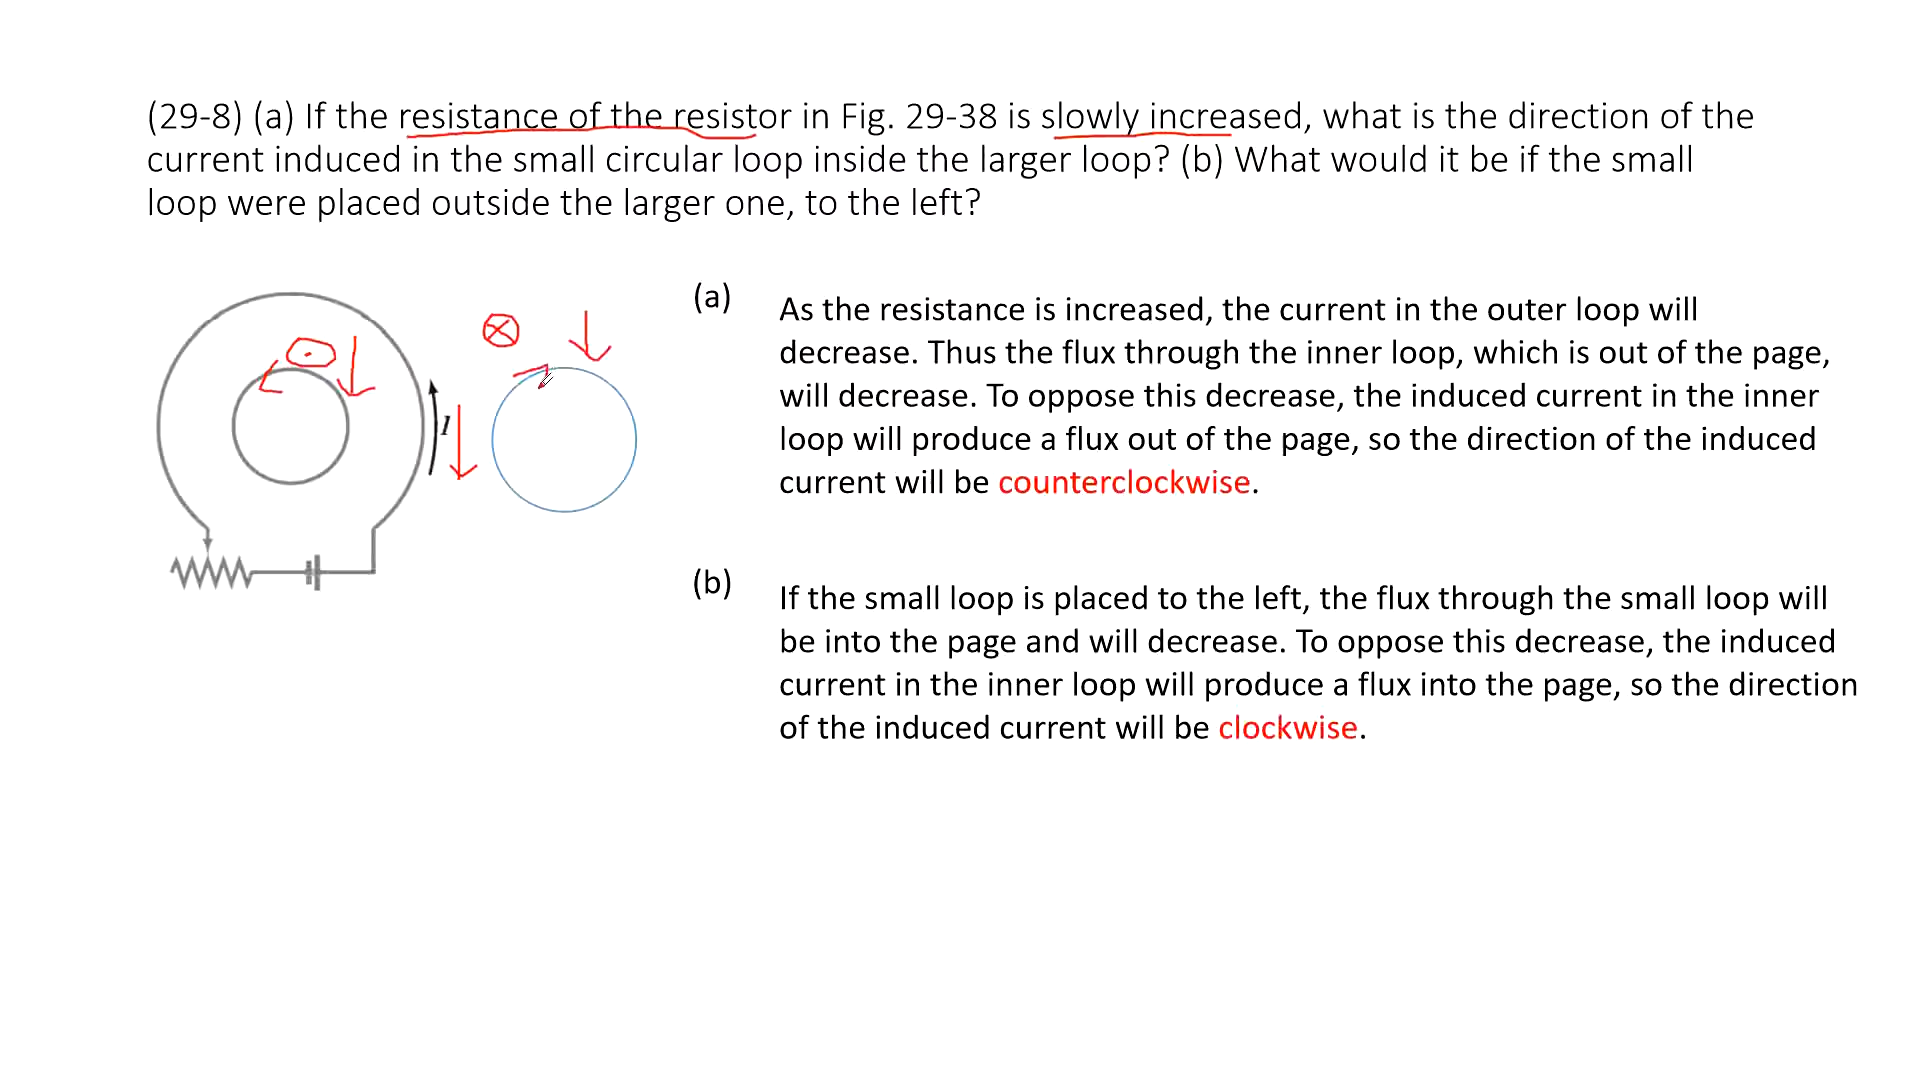 (29-8) (a) If the resistance of the resistor in Fig. 29-38 is slowly increased, what is the direction of the
current induced in the small circular loop inside the larger loop? (b) What would it be if the small
loop were placed outside the larger one, to the left?
I
(a)
As the resistance is increased, the current in the outer loop will
decrease. Thus the flux through the inner loop, which is out of the page,
will decrease. To oppose this decrease, the induced current in the inner
loop will produce a flux out of the page, so the direction of the induced
current will be counterclockwise.
(b)
If the small loop is placed to the left, the flux through the small loop will
be into the page and will decrease. To oppose this decrease, the induced
current in the inner loop will produce a flux into the page, so the direction
of the induced current will be clockwise.